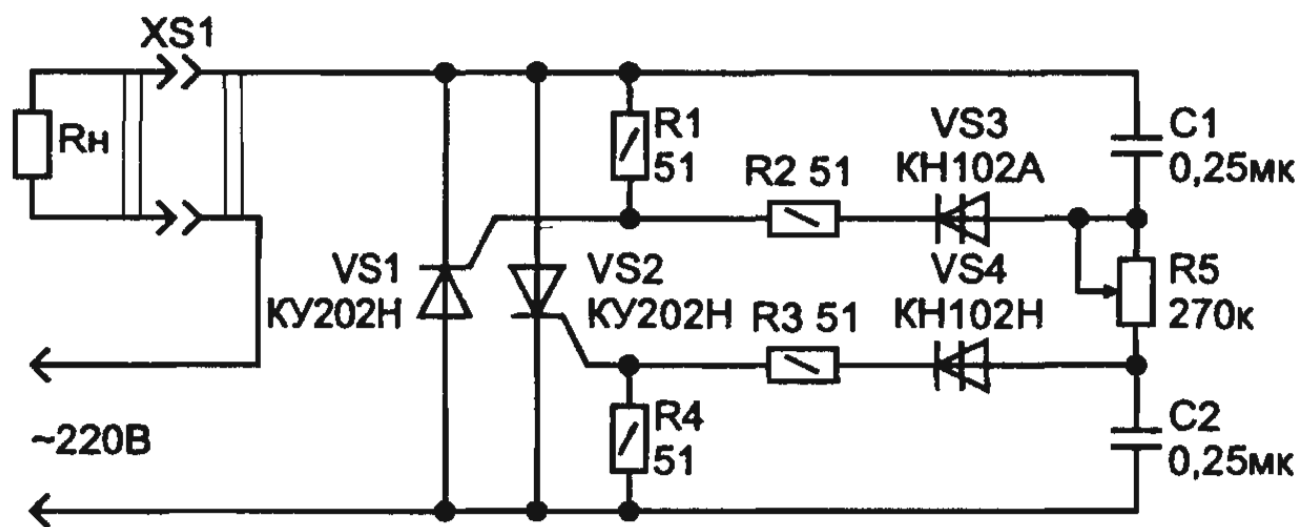 XS1
Rн
R1
51
R2 51
VS3
КН102А
C1
0,25мк
VS1
КУ202Н
VS2
КУ202Н
VS4
КН102Н
R3 51
R5
270к
~220В
R4
51
C2
0,25мк